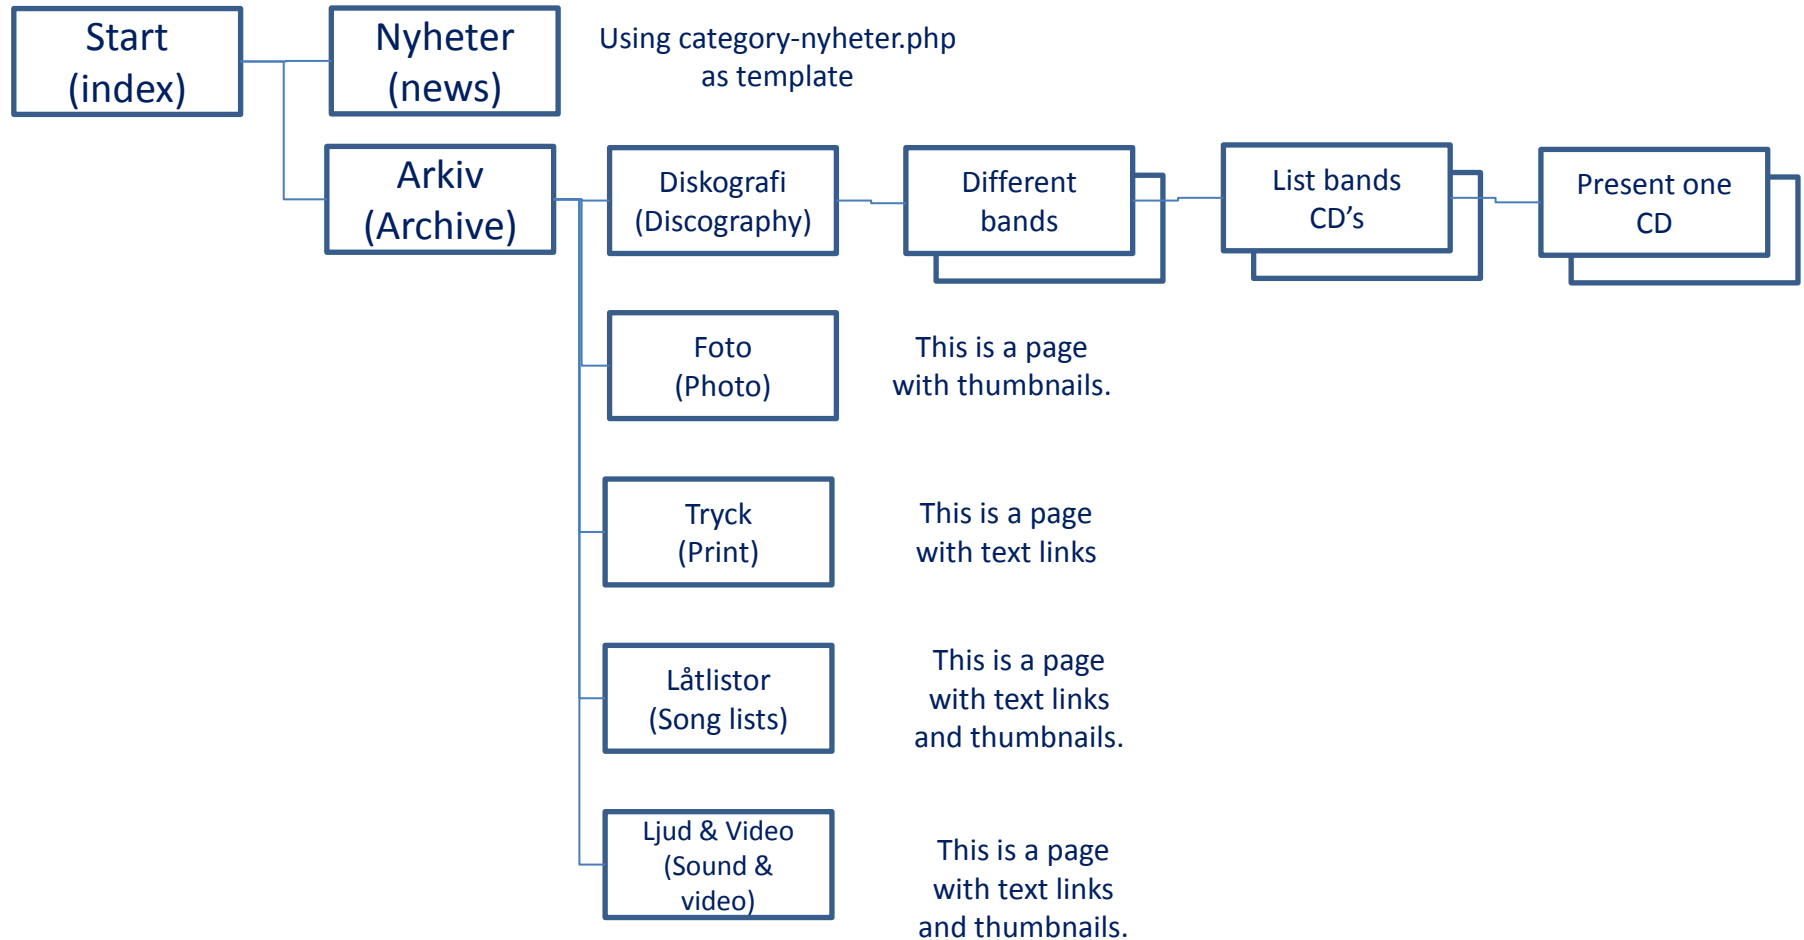 Start
(index)
Nyheter
(news)
Using category-nyheter.php
as template
Arkiv
(Archive)
Diskografi
(Discography)
Different
bands
List bands
CD’s
Present one
CD
Foto
(Photo)
This is a page
with thumbnails.
Tryck
(Print)
This is a page
with text links
Låtlistor
(Song lists)
This is a page
with text links
and thumbnails.
Ljud & Video
(Sound &
video)
This is a page
with text links
and thumbnails.